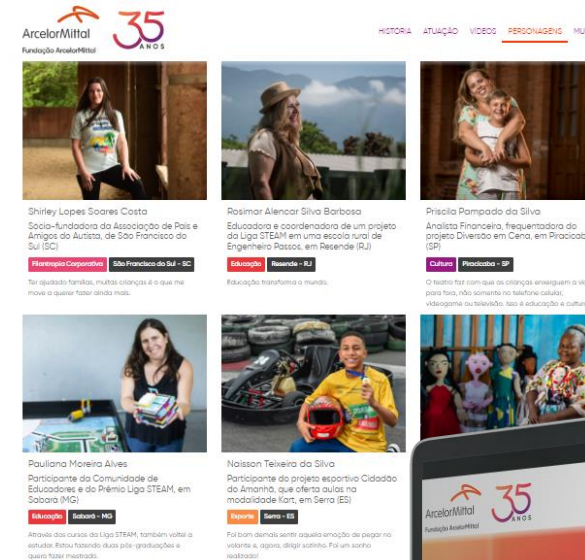 ArcelorMittal
Fundação ArcelorMittal
35
ANOS
HISTÓRIA ATUAÇÃO VÍDEOS PERSONAGENS MU
Shirley Lopes Soares Costa
Sócia-fundadora da Associação de Pais e
Amigos do Autista, de São Francisco do
Sul (SC)
Filantropia Corporativa São Francisco do Sul - SC
Ter ajudado famílias, muitas crianças é o que me
move a querer fazer ainda mais.
Rosimar Alencar Silva Barbosa
Educadora e coordenadora de um projeto
da Liga STEAM em uma escola rural de
Engenheiro Passos, em Resende (RJ)
Educação Resende - RJ
Educação transforma o mundo.
Priscila Pampado da Silva
Analista Financeira, frequentadora do
projeto Diversão em Cena, em Piracicab
(SP)
Cultura Piracicaba - SP
O teatro faz com que as crianças enxerguem a vi
para fora, não somente no telefone celular,
videogame ou televisão. Isso é educação e cultur
Pauliana Moreira Alves
Participante da Comunidade de
Educadores e do Prêmio Liga STEAM, em
Sabará (MG)
Educação Sabará - MG
Através dos cursos da Liga STEAM, também voltei a
estudar. Estou fazendo duas pós-graduações e
quero fazer mestrado.
Naisson Teixeira da Silva
Participante do projeto esportivo Cidadão
do Amanhã, que oferta aulas na
modalidade Kart, em Serra (ES)
Esporte Serra - ES
Foi bom demais sentir aquela emoção de pegar no
volante e, agora, dirigir sozinho. Foi um sonho
realizado!
ArcelorMittal
Fundação ArcelorMittal
35
ANOS